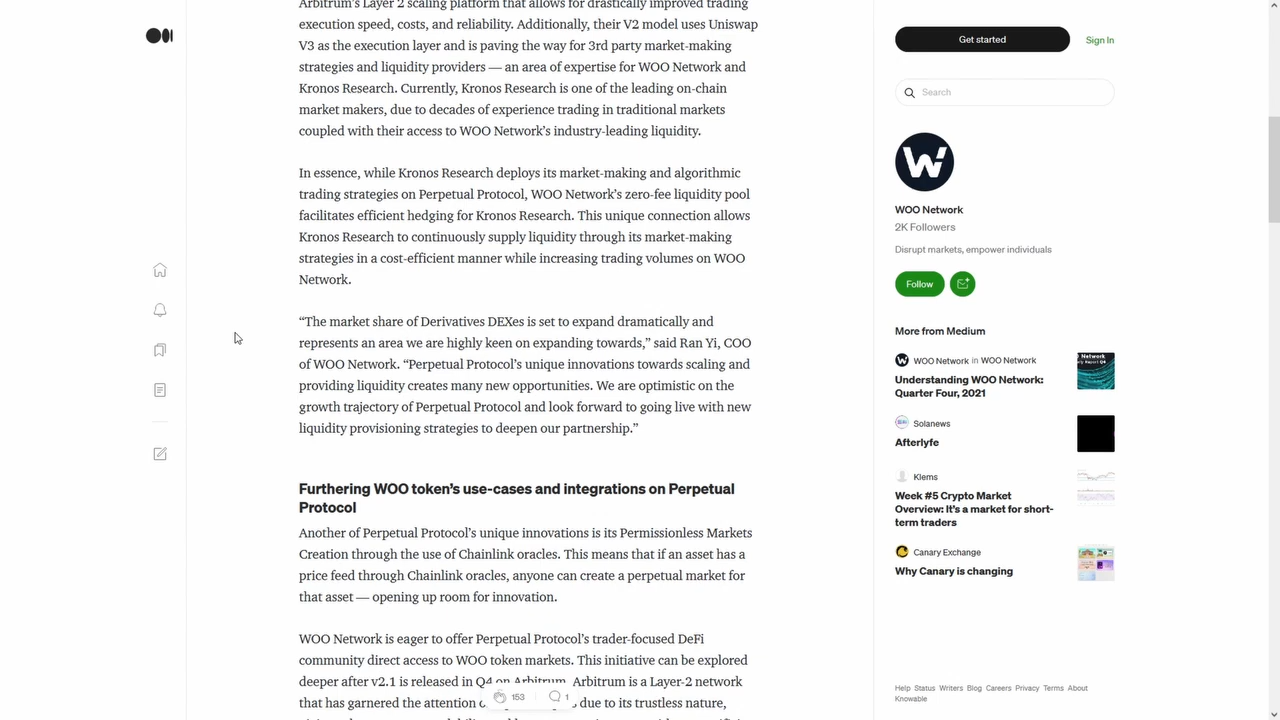 Arbitrum's Layer 2 scaling platform that allows for drastically improved trading
execution speed, costs, and reliability. Additionally, their V2 model uses Uniswap
V3 as the execution layer and is paving the way for 3rd party market-making
strategies and liquidity providers — an area of expertise for WOO Network and
Kronos Research. Currently, Kronos Research is one of the leading on-chain
market makers, due to decades of experience trading in traditional markets
coupled with their access to WOO Network's industry-leading liquidity.
In essence, while Kronos Research deploys its market-making and algorithmic
trading strategies on Perpetual Protocol, WOO Network's zero-fee liquidity pool
facilitates efficient hedging for Kronos Research. This unique connection allows
Kronos Research to continuously supply liquidity through its market-making
strategies in a cost-efficient manner while increasing trading volumes on WOO
Network.
“The market share of Derivatives DEXes is set to expand dramatically and
represents an area we are highly keen on expanding towards,” said Ran Yi, COO
of WOO Network. “Perpetual Protocol's unique innovations towards scaling and
providing liquidity creates many new opportunities. We are optimistic on the
growth trajectory of Perpetual Protocol and look forward to going live with new
liquidity provisioning strategies to deepen our partnership.”
Furthering WOO token's use-cases and integrations on Perpetual
Protocol
Another of Perpetual Protocol's unique innovations is its Permissionless Markets
Creation through the use of Chainlink oracles. This means that if an asset has a
price feed through Chainlink oracles, anyone can create a perpetual market for
that asset — opening up room for innovation.
WOO Network is eager to offer Perpetual Protocol's trader-focused DeFi
community direct access to WOO token markets. This initiative can be explored
deeper after v2.1 is released in Q4 on Arbitrum. Arbitrum is a Layer-2 network
that has garnered the attention of due to its trustless nature,
153
1
Get started
Sign In
Search
WOO Network
2K Followers
Disrupt markets, empower individuals
Follow
More from Medium
WOO Network in WOO Network
Understanding WOO Network:
Quarter Four, 2021
Solanews
Afterlyfe
Klems
Week #5 Crypto Market
Overview: It's a market for short-
term traders
Canary Exchange
Why Canary is changing
Help Status Writers Blog Careers Privacy Terms About
Knowable